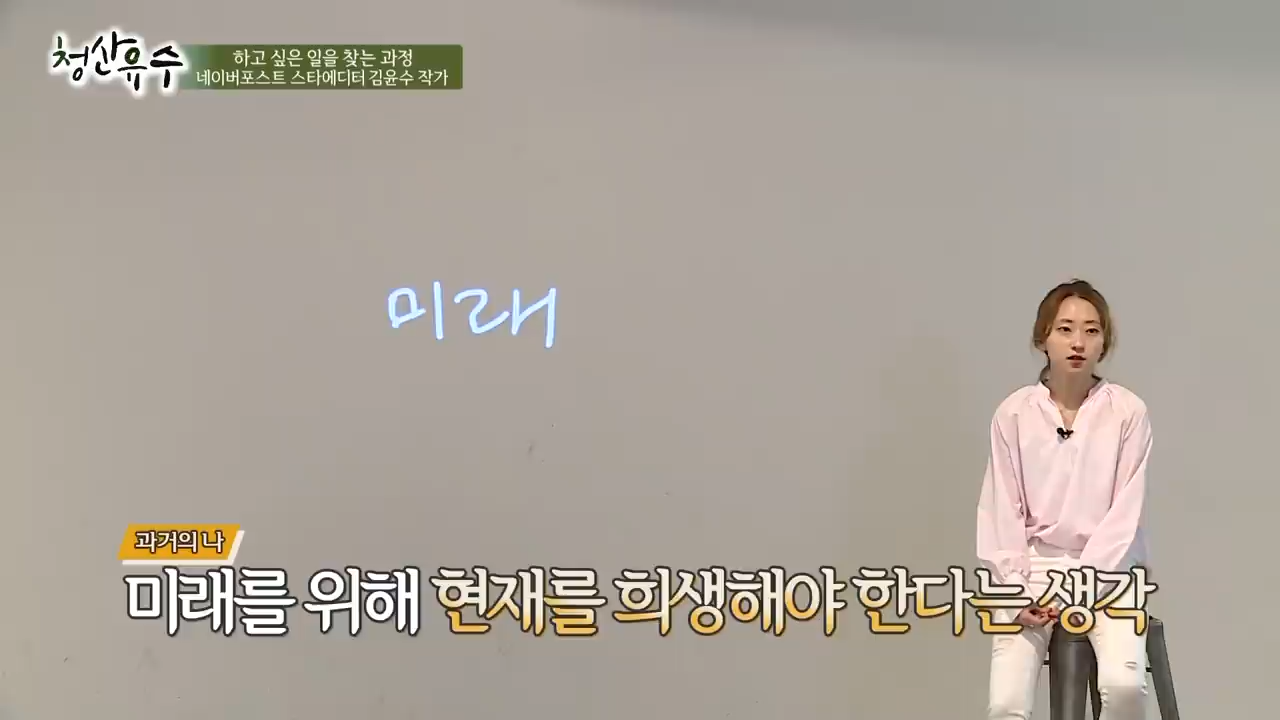 청산유수
하고 싶은 일을 찾는 과정
네이버포스트 스타에디터 김윤수 작가
미래
과거의 나
미래를 위해 현재를 희생해야 한다는 생각